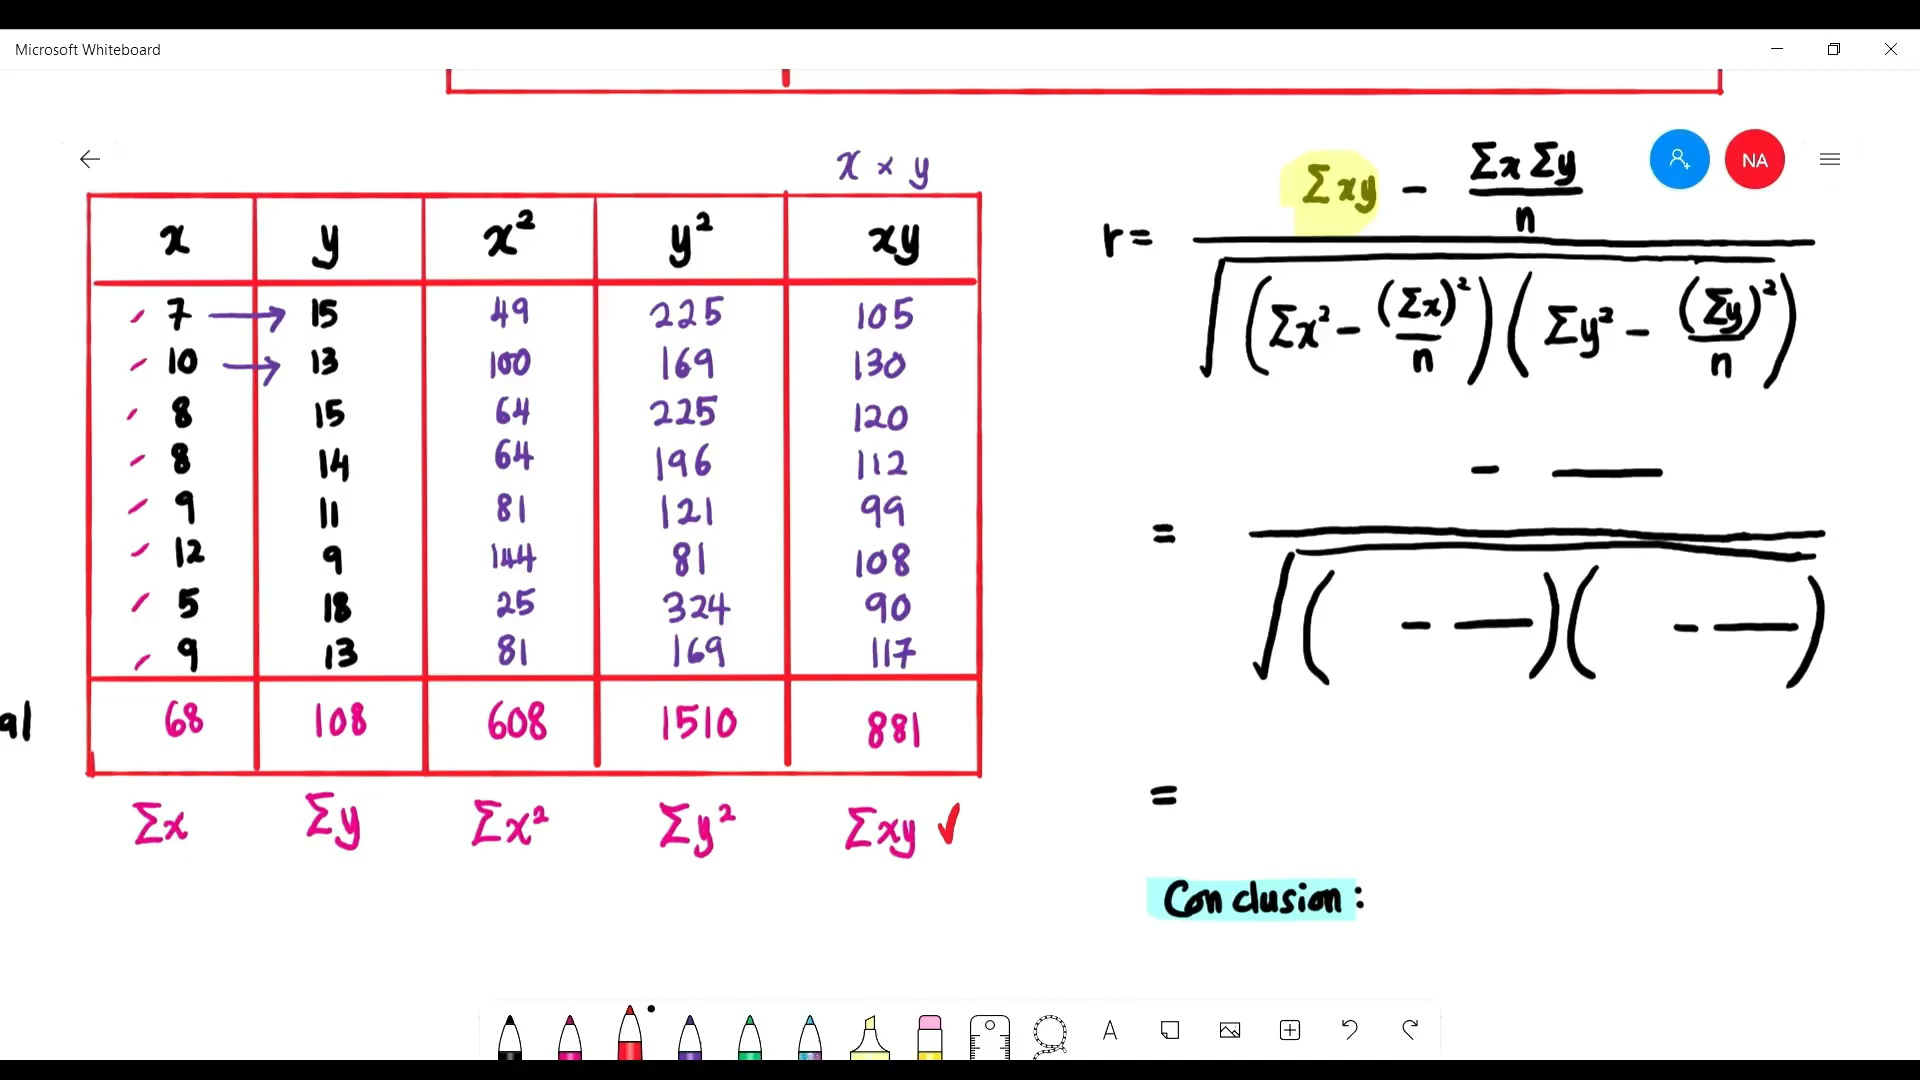 Microsoft Whiteboard
x × y
x y x² y² xy
7 → 15 49 225 105
10 → 13 100 169 130
8 15 64 225 120
8 14 64 196 112
9 11 81 121 99
12 9 144 81 108
5 18 25 324 90
9 13 81 169 117
al 68 108 608 1510 881
Σx Σy Σx² Σy² Σxy ✓
NA
r = (Σxy - (Σx Σy)/n) / √((Σx² - (Σx)²/n)(Σy² - (Σy)²/n))
= ( - — ) / √(( - — )( - — ))
=
Conclusion:
A